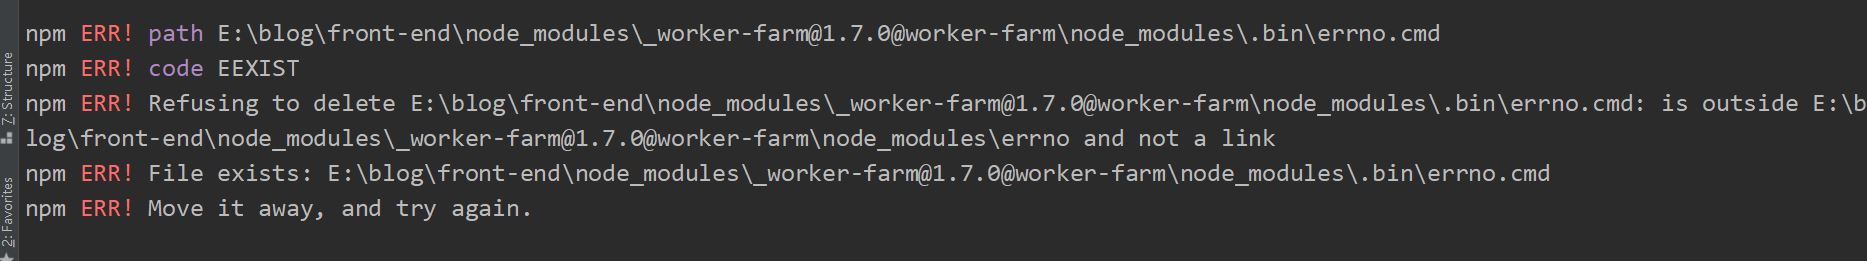 npm ERR! path E:\blog\front-end\node_modules\_worker-farm@1.7.0@worker-farm\node_modules\.bin\errno.cmd
npm ERR! code EEXIST
npm ERR! Refusing to delete E:\blog\front-end\node_modules\_worker-farm@1.7.0@worker-farm\node_modules\.bin\errno.cmd: is outside E:\b
log\front-end\node_modules\_worker-farm@1.7.0@worker-farm\node_modules\errno and not a link
npm ERR! File exists: E:\blog\front-end\node_modules\_worker-farm@1.7.0@worker-farm\node_modules\.bin\errno.cmd
npm ERR! Move it away, and try again.
7: Structure
2: Favorites